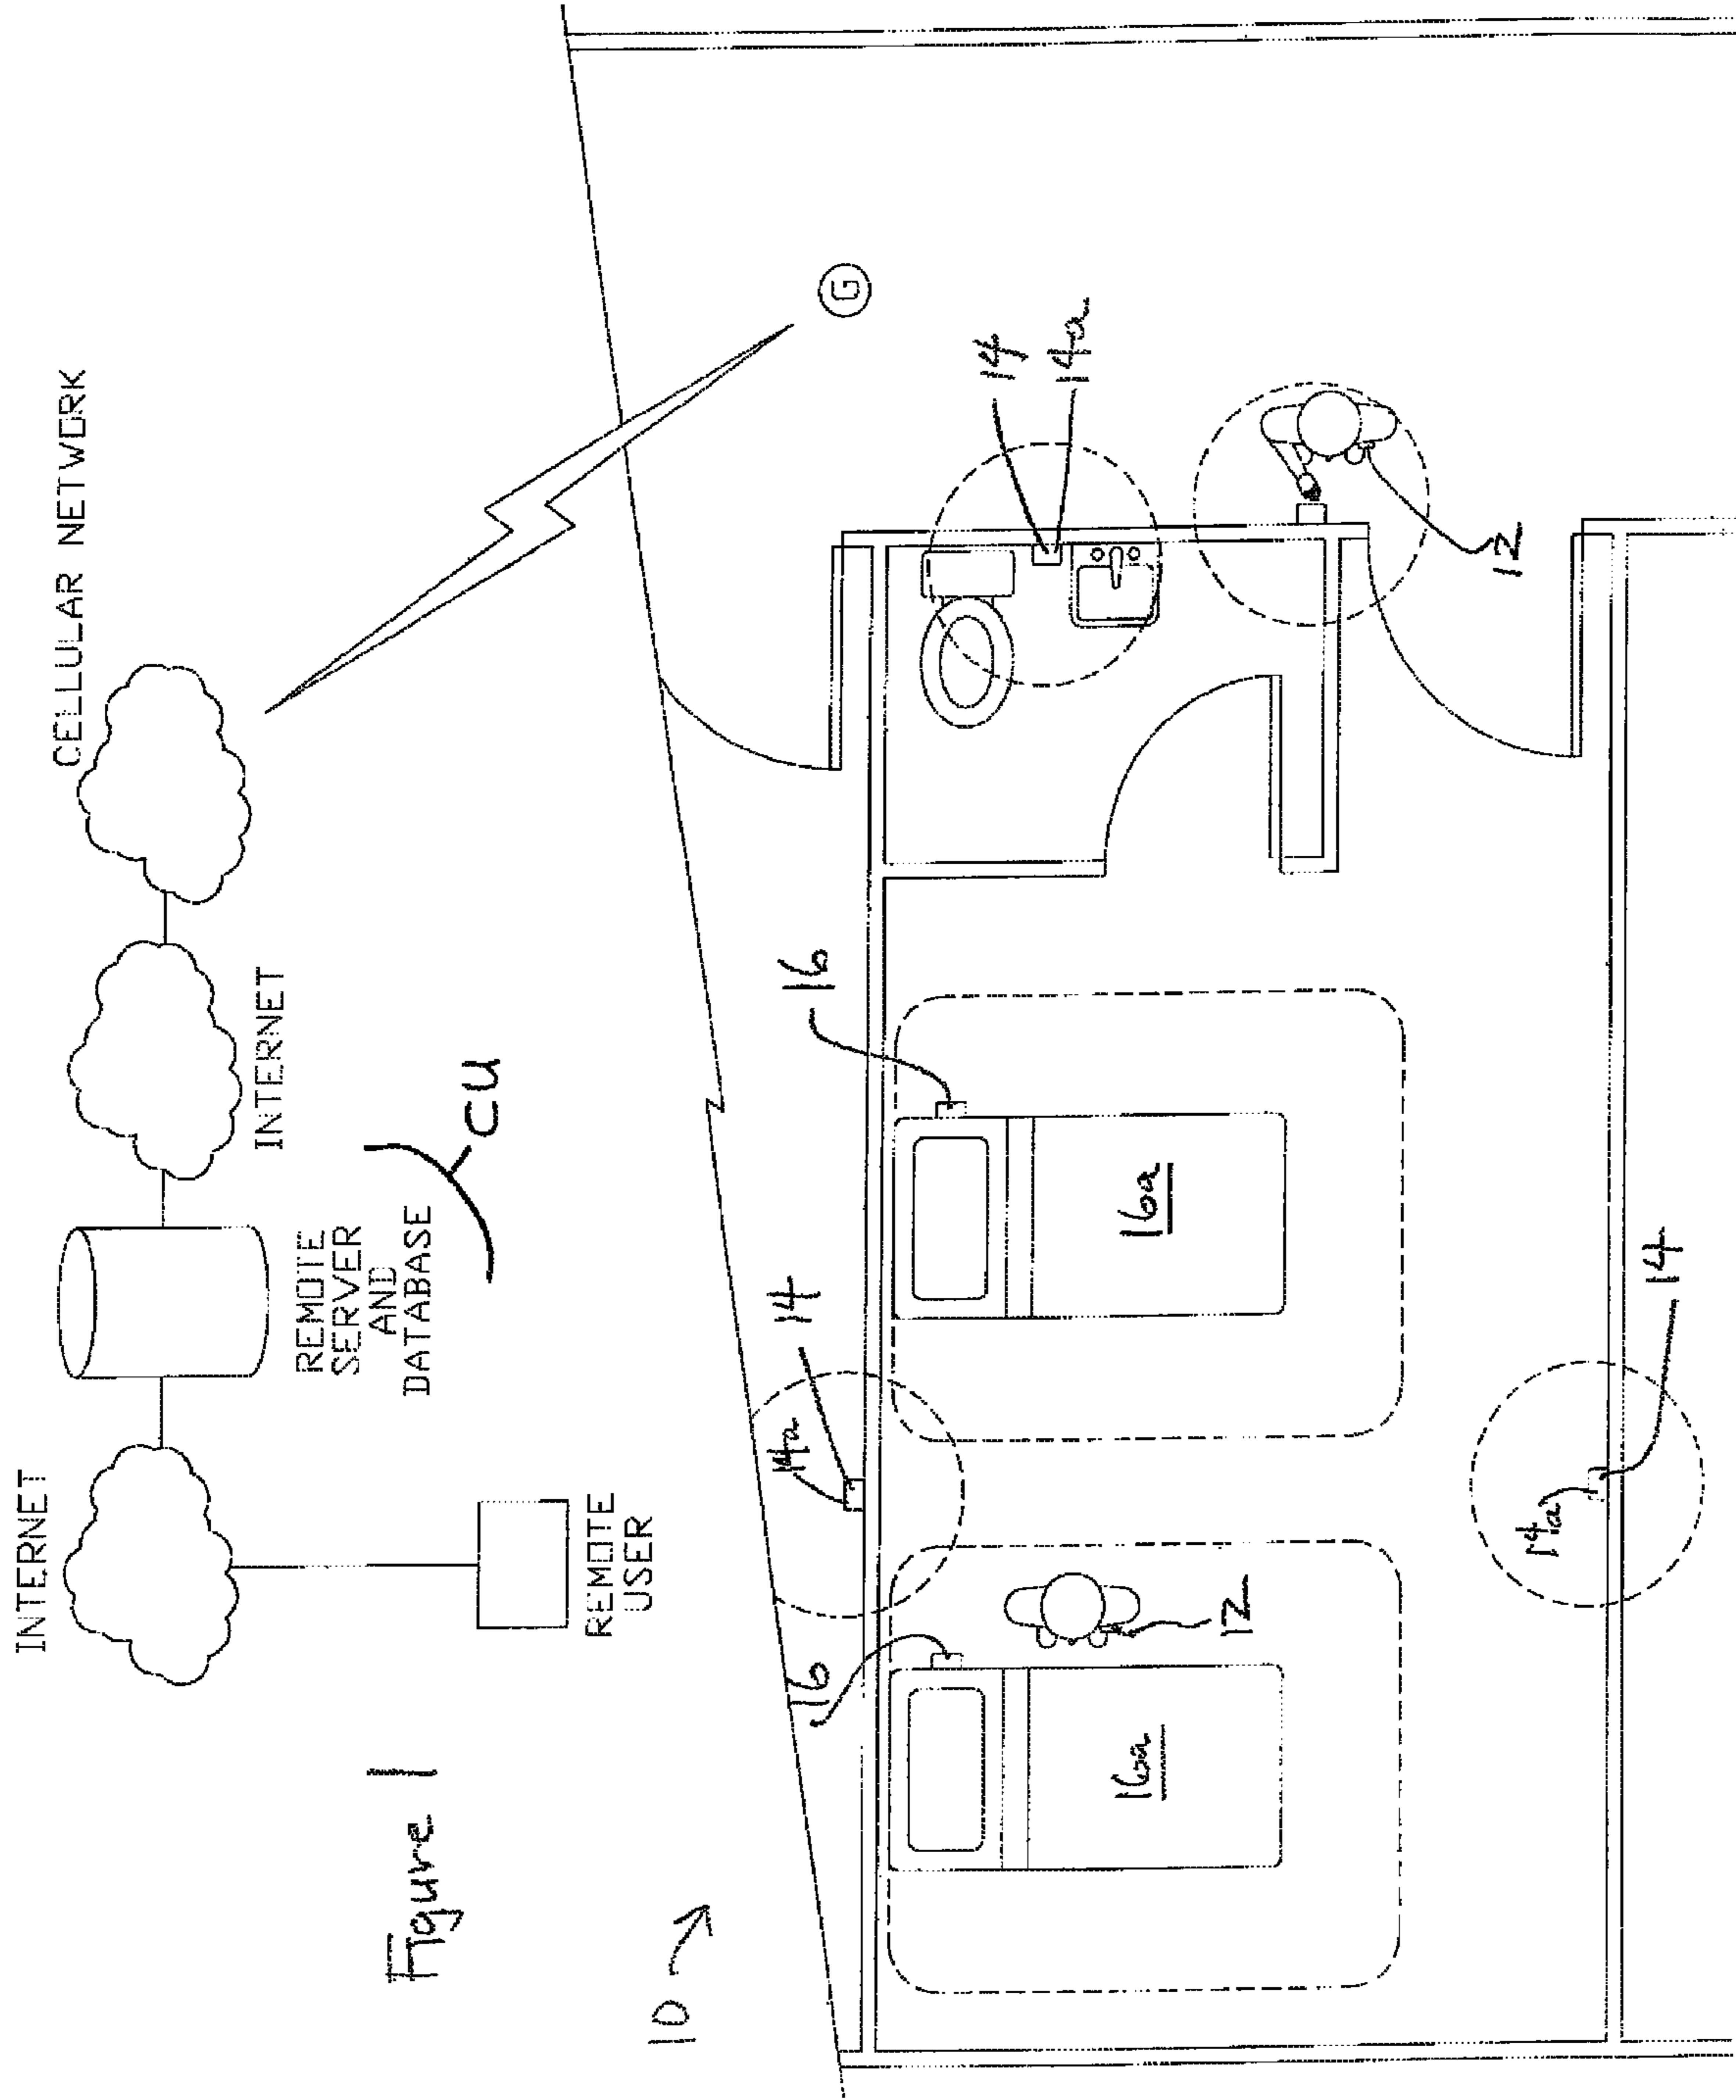 INTERNET
CELLULAR NETWORK
INTERNET
REMOTE
SERVER
AND
DATABASE
CU
REMOTE
USER
Figure 1
10
G
14
14a
12
16
16a
14
14a
16
12
16a
14a
14